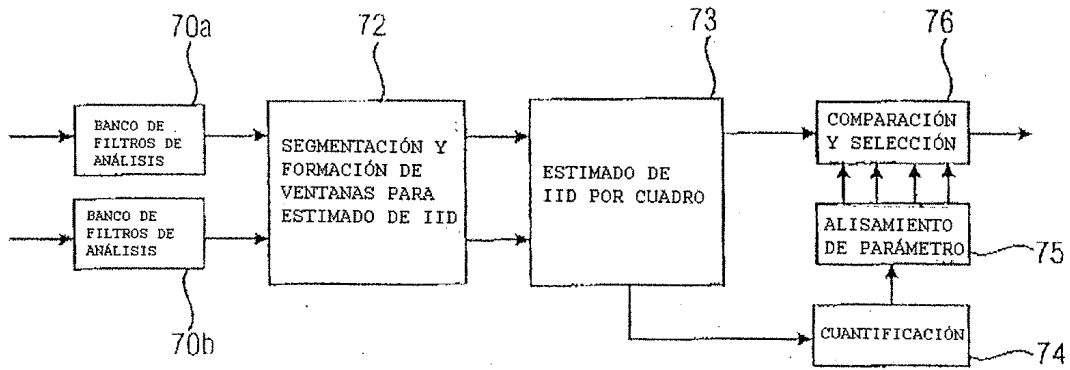 70a
72
73
76
BANCO DE
FILTROS DE
ANÁLISIS
SEGMENTACIÓN Y
FORMACIÓN DE
VENTANAS PARA
ESTIMADO DE IID
ESTIMADO DE
IID POR CUADRO
COMPARACIÓN
Y SELECCIÓN
BANCO DE
FILTROS DE
ANÁLISIS
ALISAMIENTO
DE PARÁMETRO
75
70b
CUANTIFICACIÓN
74